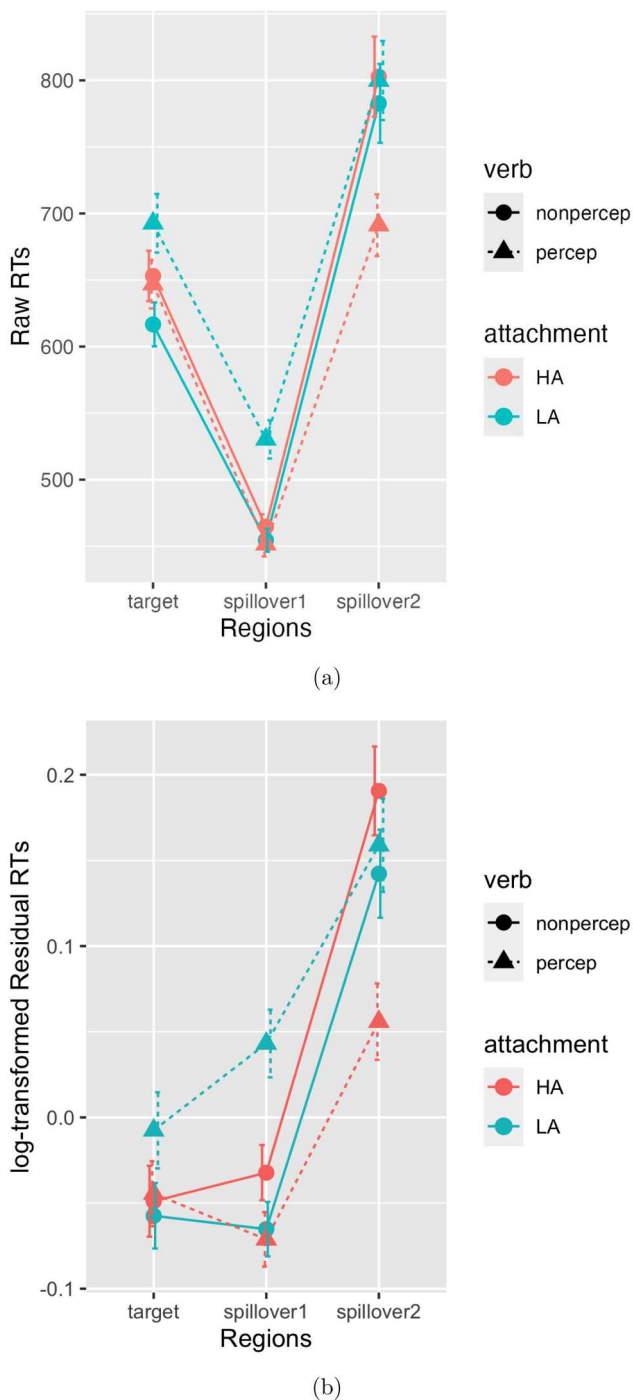 800
700
600
500
Raw RTs
target spillover1 spillover2
Regions
verb
nonpercep
percep
attachment
HA
LA
(a)
0.2
0.1
0.0
-0.1
log-transformed Residual RTs
target spillover1 spillover2
Regions
verb
nonpercep
percep
attachment
HA
LA
(b)